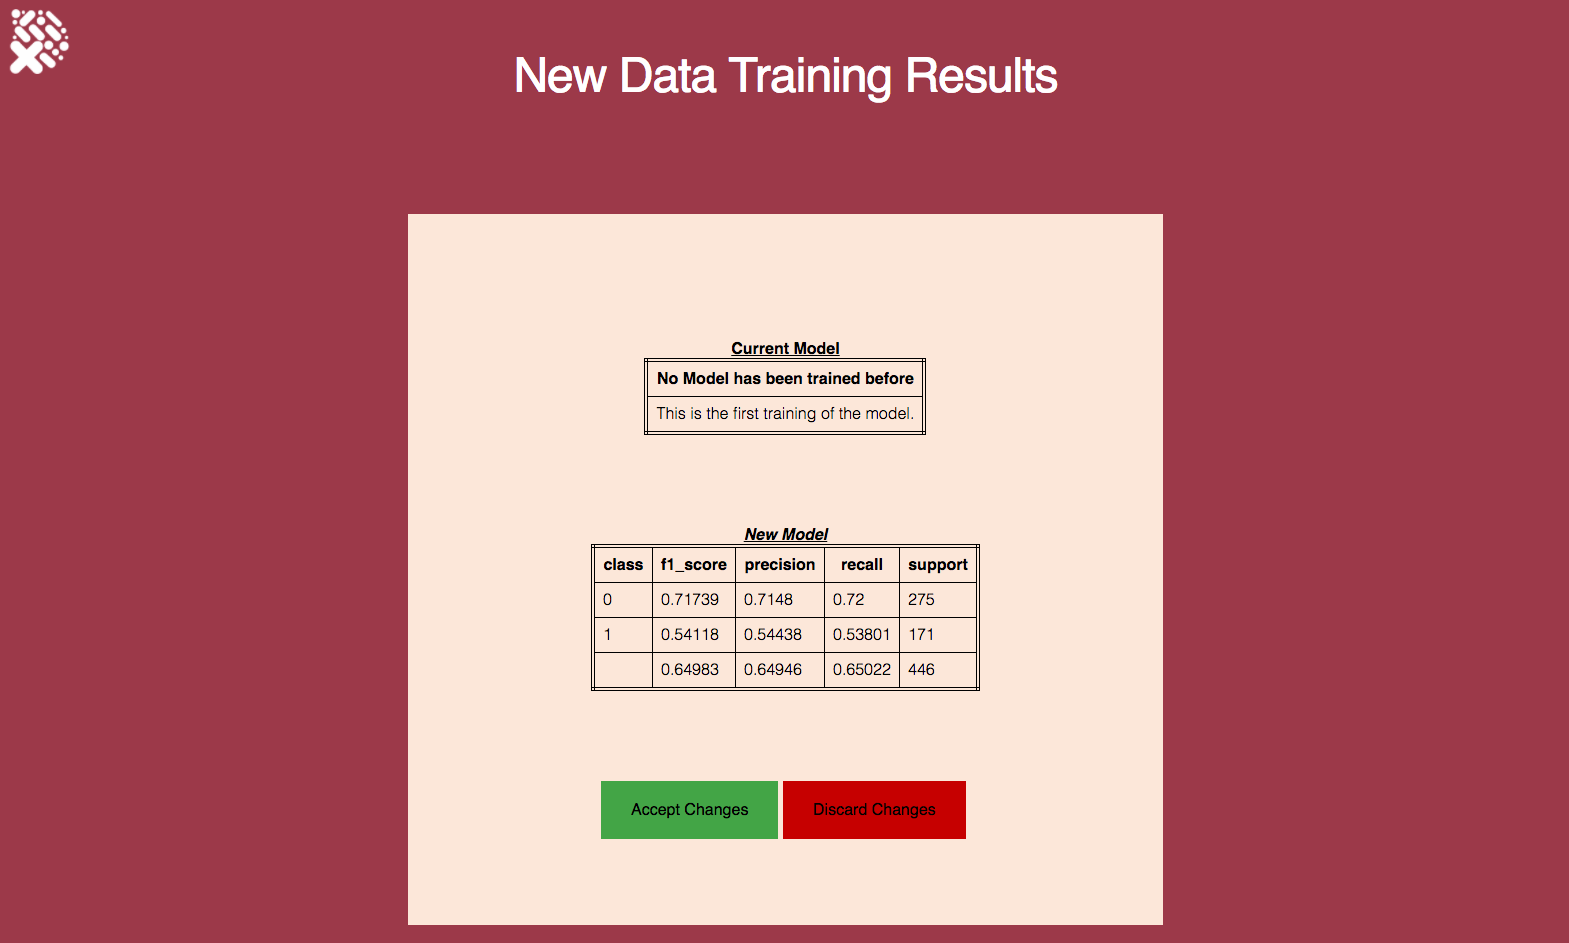 New Data Training Results
Current Model
No Model has been trained before
This is the first training of the model.
New Model
class f1_score precision recall support
0 0.71739 0.7148 0.72 275
1 0.54118 0.54438 0.53801 171
0.64983 0.64946 0.65022 446
Accept Changes Discard Changes